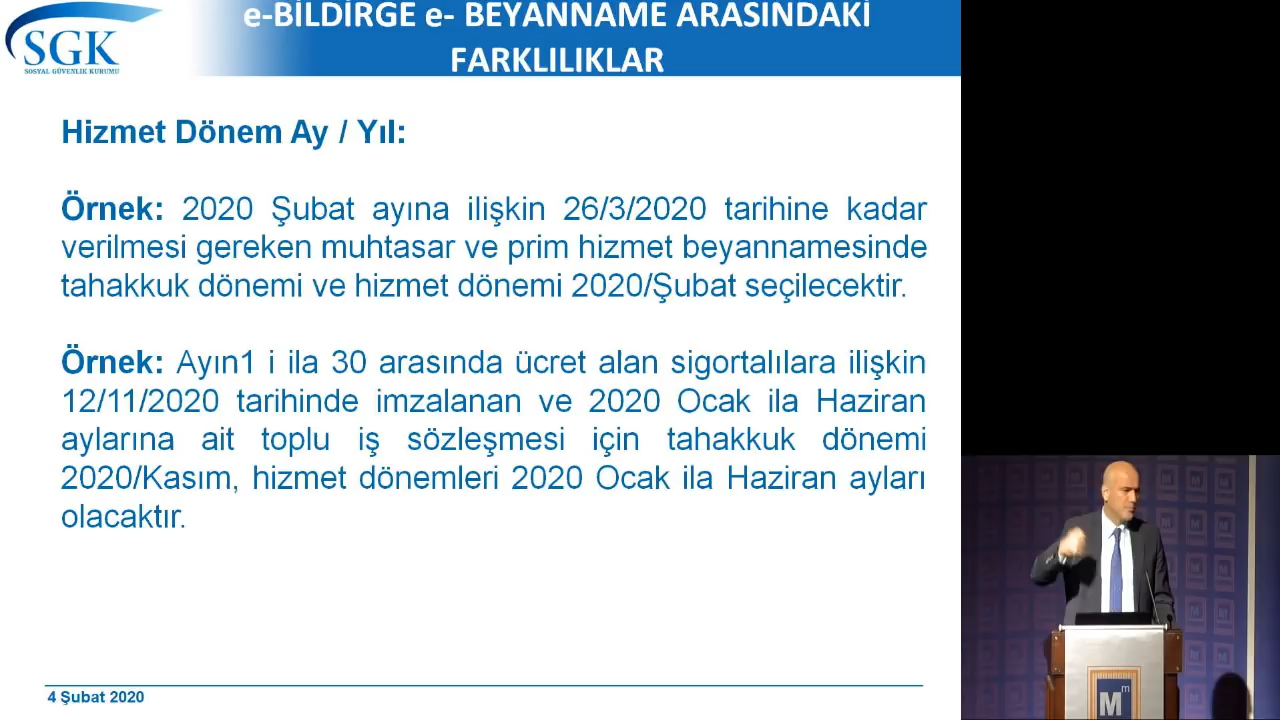 e-BİLDİRGE e- BEYANNAME ARASINDAKİ
FARKLILIKLAR
SGK
SOSYAL GÜVENLİK KURUMU
Hizmet Dönem Ay / Yıl:
Örnek: 2020 Şubat ayına ilişkin 26/3/2020 tarihine kadar
verilmesi gereken muhtasar ve prim hizmet beyannamesinde
tahakkuk dönemi ve hizmet dönemi 2020/Şubat seçilecektir.
Örnek: Ayın1 i ila 30 arasında ücret alan sigortalılara ilişkin
12/11/2020 tarihinde imzalanan ve 2020 Ocak ila Haziran
aylarına ait toplu iş sözleşmesi için tahakkuk dönemi
2020/Kasım, hizmet dönemleri 2020 Ocak ila Haziran ayları
olacaktır.
4 Şubat 2020
M m